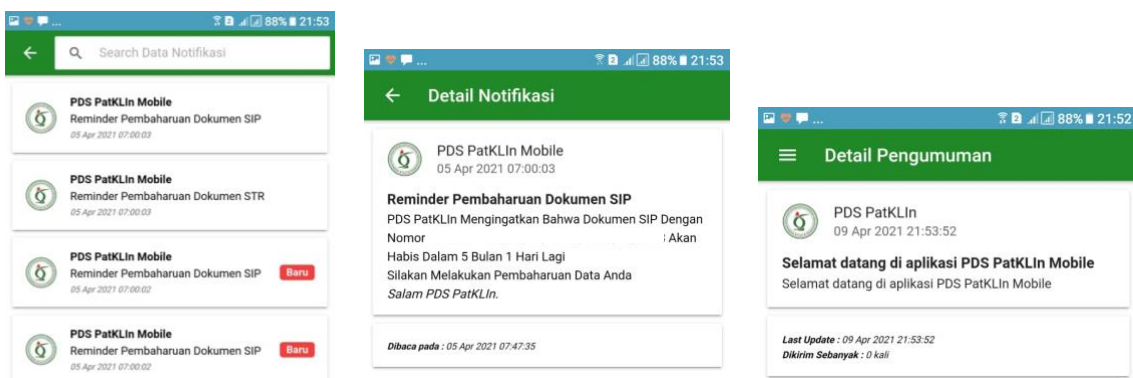 ... 88% 21:53
Search Data Notifikasi
PDS PatKLIn Mobile
Reminder Pembaharuan Dokumen SIP
05 Apr 2021 07:00:03
PDS PatKLIn Mobile
Reminder Pembaharuan Dokumen STR
05 Apr 2021 07:00:03
PDS PatKLIn Mobile
Reminder Pembaharuan Dokumen SIP Baru
05 Apr 2021 07:00:02
PDS PatKLIn Mobile
Reminder Pembaharuan Dokumen SIP Baru
05 Apr 2021 07:00:02
... 2 88% 21:53
Detail Notifikasi
PDS PatKLIn Mobile
05 Apr 2021 07:00:03
Reminder Pembaharuan Dokumen SIP
PDS PatKLIn Mengingatkan Bahwa Dokumen SIP Dengan
Nomor Akan
Habis Dalam 5 Bulan 1 Hari Lagi
Silakan Melakukan Pembaharuan Data Anda
Salam PDS PatKLIn.
Dibaca pada : 05 Apr 2021 07:47:35
... 2 88% 21:52
Detail Pengumuman
PDS PatKLIn
09 Apr 2021 21:53:52
Selamat datang di aplikasi PDS PatKLIn Mobile
Selamat datang di aplikasi PDS PatKLIn Mobile
Last Update : 09 Apr 2021 21:53:52
Dikirim Sebanyak : 0 kali